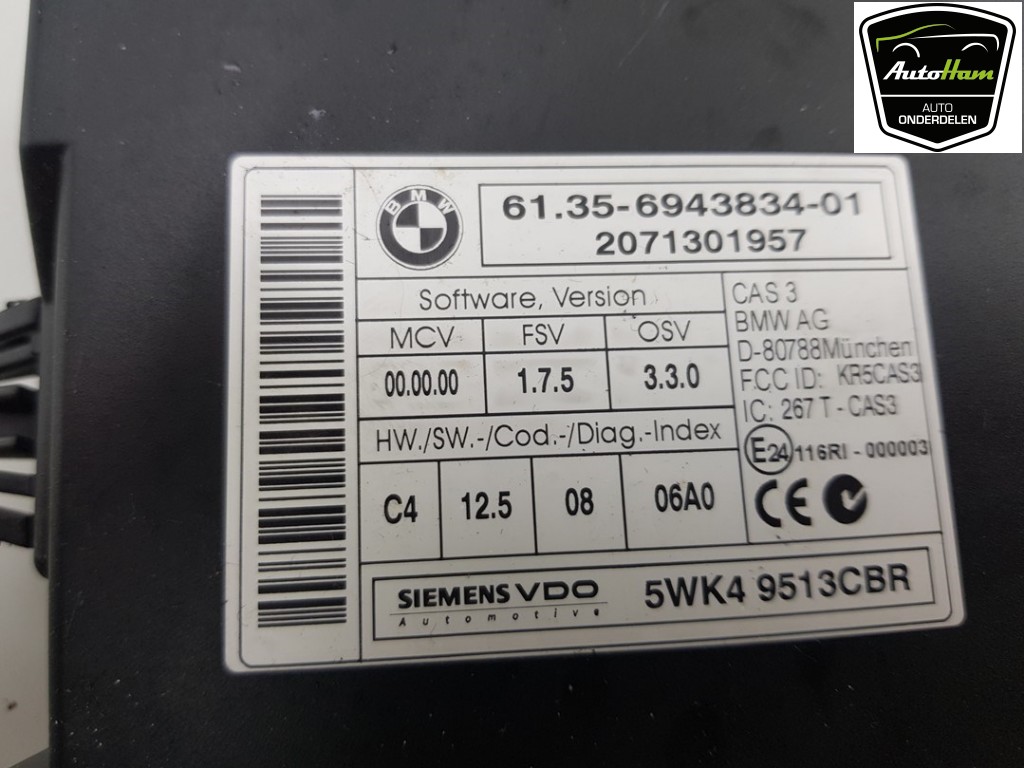 AutoHam
AUTO
ONDERDELEN
BMW
61.35-6943834-01
2071301957
Software, Version
MCV FSV OSV
00.00.00 1.7.5 3.3.0
HW./SW.-/Cod.-/Diag.-Index
C4 12.5 08 06A0
CAS 3
BMW AG
D-80788München
FCC ID: KR5CAS3
IC: 267 T - CAS3
E24 116RI - 000003
CE
SIEMENS VDO
Automotive
5WK4 9513CBR